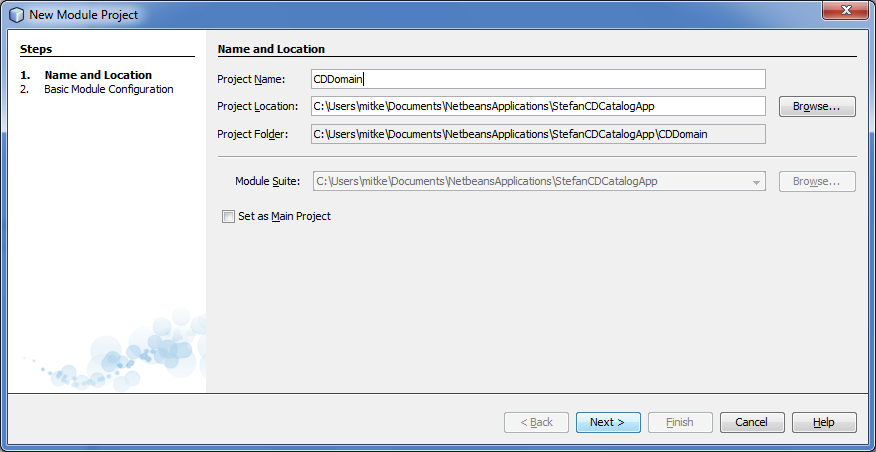 New Module Project
Steps
1. Name and Location
2. Basic Module Configuration
Name and Location
Project Name: CDDomain
Project Location: C:\Users\mitke\Documents\NetbeansApplications\StefanCDCatalogApp Browse...
Project Folder: C:\Users\mitke\Documents\NetbeansApplications\StefanCDCatalogApp\CDDomain
Module Suite: C:\Users\mitke\Documents\NetbeansApplications\StefanCDCatalogApp Browse...
Set as Main Project
< Back Next > Finish Cancel Help